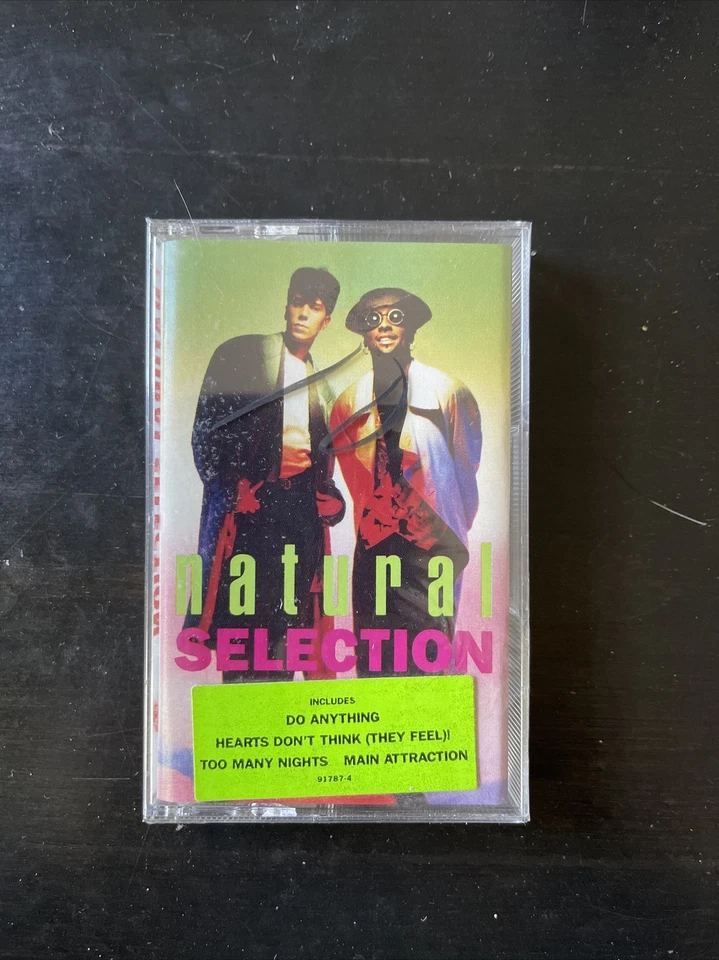 natural
SELECTION
INCLUDES
DO ANYTHING
HEARTS DON'T THINK (THEY FEEL)!
TOO MANY NIGHTS MAIN ATTRACTION
91787-4